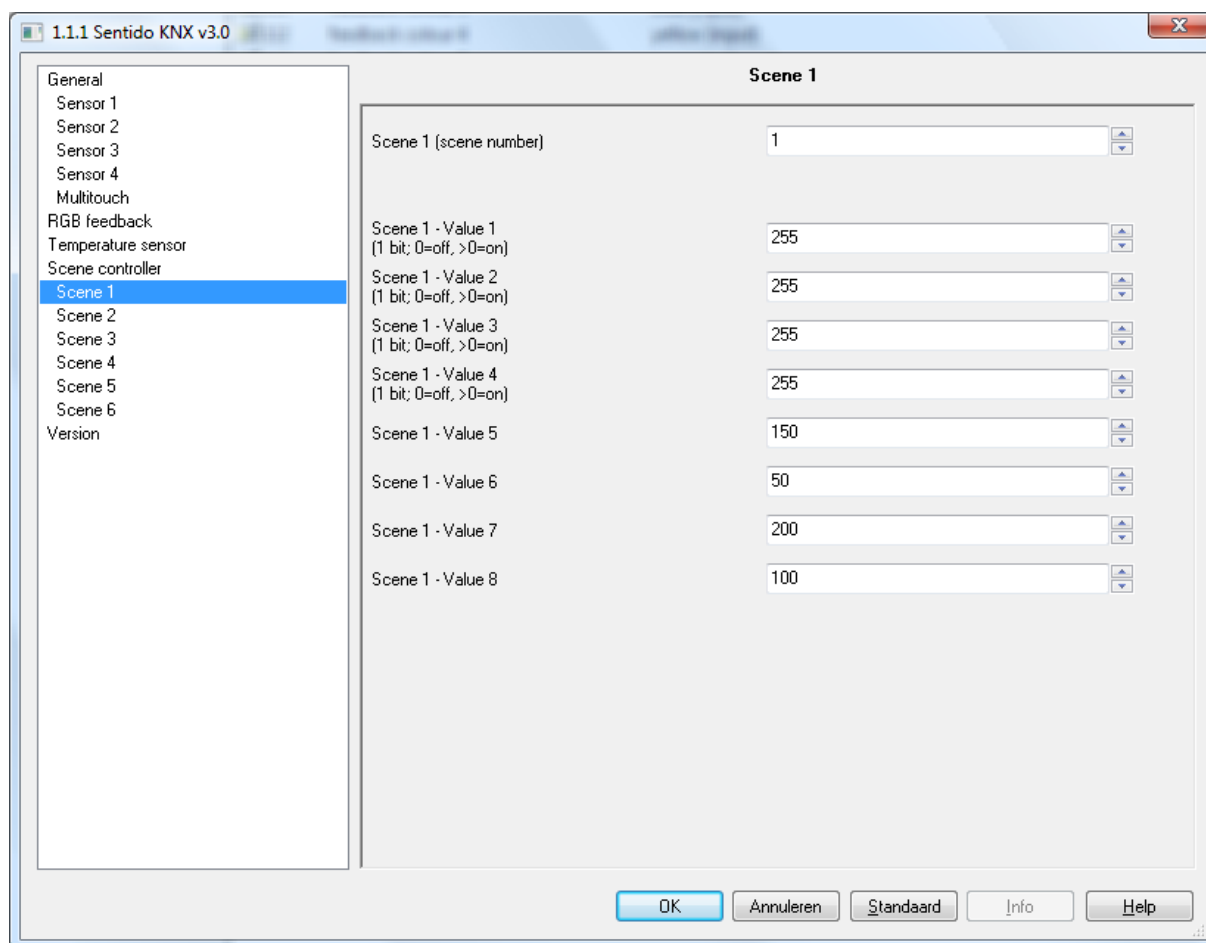 1.1.1 Sentido KNX v3.0
General
Sensor 1
Sensor 2
Sensor 3
Sensor 4
Multitouch
RGB feedback
Temperature sensor
Scene controller
Scene 1
Scene 2
Scene 3
Scene 4
Scene 5
Scene 6
Version
Scene 1
Scene 1 (scene number) 1
Scene 1 - Value 1
(1 bit; 0=off, >0=on) 255
Scene 1 - Value 2
(1 bit; 0=off, >0=on) 255
Scene 1 - Value 3
(1 bit; 0=off, >0=on) 255
Scene 1 - Value 4
(1 bit; 0=off, >0=on) 255
Scene 1 - Value 5 150
Scene 1 - Value 6 50
Scene 1 - Value 7 200
Scene 1 - Value 8 100
OK Annuleren Standaard Info Help